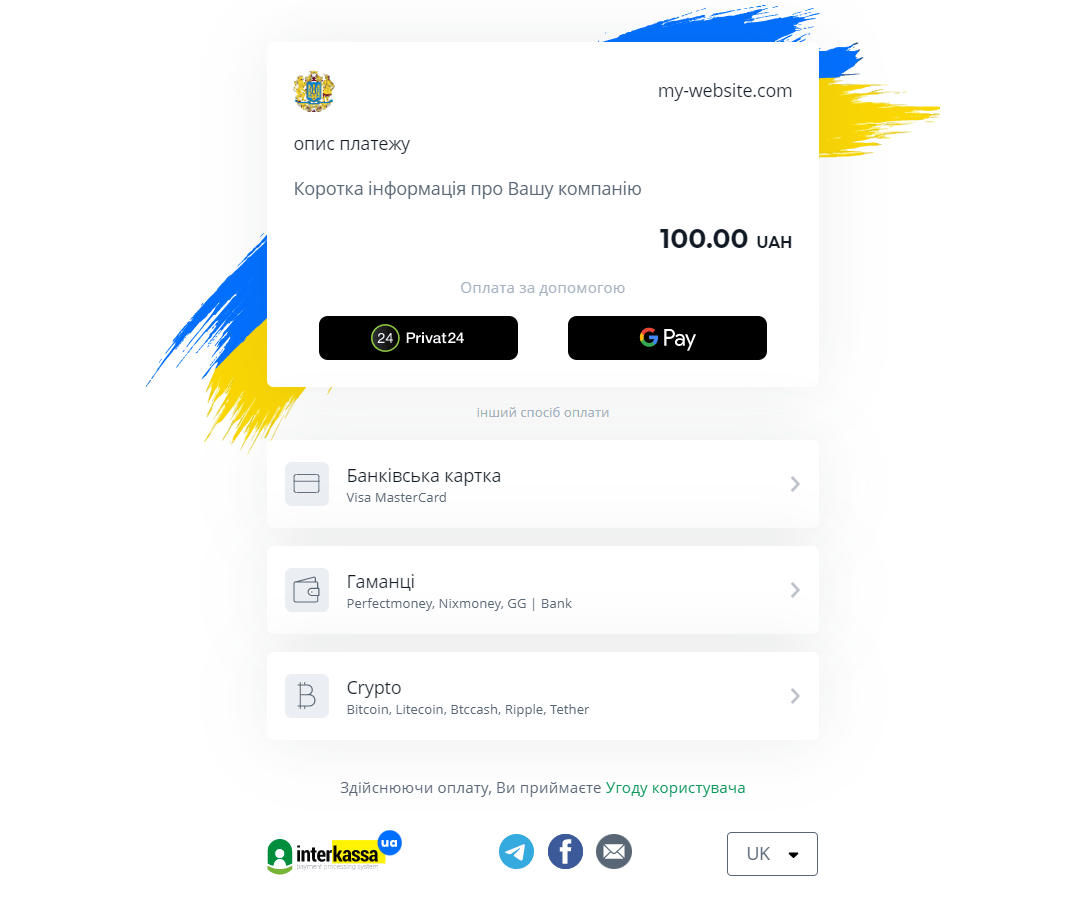 my-website.com
опис платежу
Коротка інформація про Вашу компанію
100.00 UAH
Оплата за допомогою
24 Privat24
G Pay
інший спосіб оплати
Банківська картка
Visa MasterCard
Гаманці
Perfectmoney, Nixmoney, GG | Bank
Crypto
Bitcoin, Litecoin, Btccash, Ripple, Tether
Здійснюючи оплату, Ви приймаєте Угоду користувача
interkassa ua
payment processing system
UK